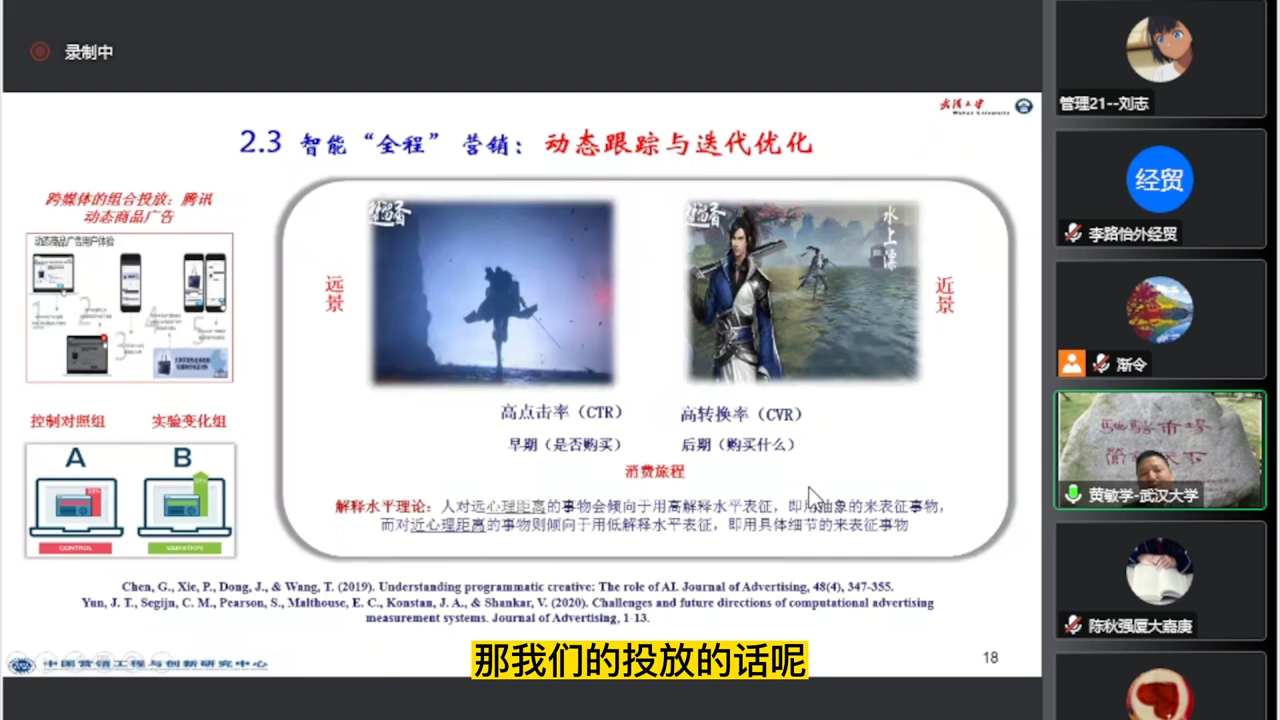 录制中
武汉大学
Wuhan University
2.3 智能“全程”营销：动态跟踪与迭代优化
跨媒体的组合投放：腾讯
动态商品广告
动态商品广告用户体验
控制对照组 实验变化组
A B
CONTROL VARIATION
远景
水上漂
近景
高点击率（CTR） 高转换率（CVR）
早期（是否购买） 后期（购买什么）
消费旅程
解释水平理论：人对远心理距离的事物会倾向于用高解释水平表征，即用抽象的来表征事物，
而对近心理距离的事物则倾向于用低解释水平表征，即用具体细节的来表征事物
Chen, G., Xie, P., Dong, J., & Wang, T. (2019). Understanding programmatic creative: The role of AI. Journal of Advertising, 48(4), 347-355.
Yun, J. T., Segijn, C. M., Pearson, S., Malthouse, E. C., Konstan, J. A., & Shankar, V. (2020). Challenges and future directions of computational advertising
measurement systems. Journal of Advertising, 1-13.
中国营销工程与创新研究中心
18
那我们的投放的话呢
管理21--刘志
经贸
李路怡外经贸
渐令
黄敏学-武汉大学
陈秋强厦大嘉庚